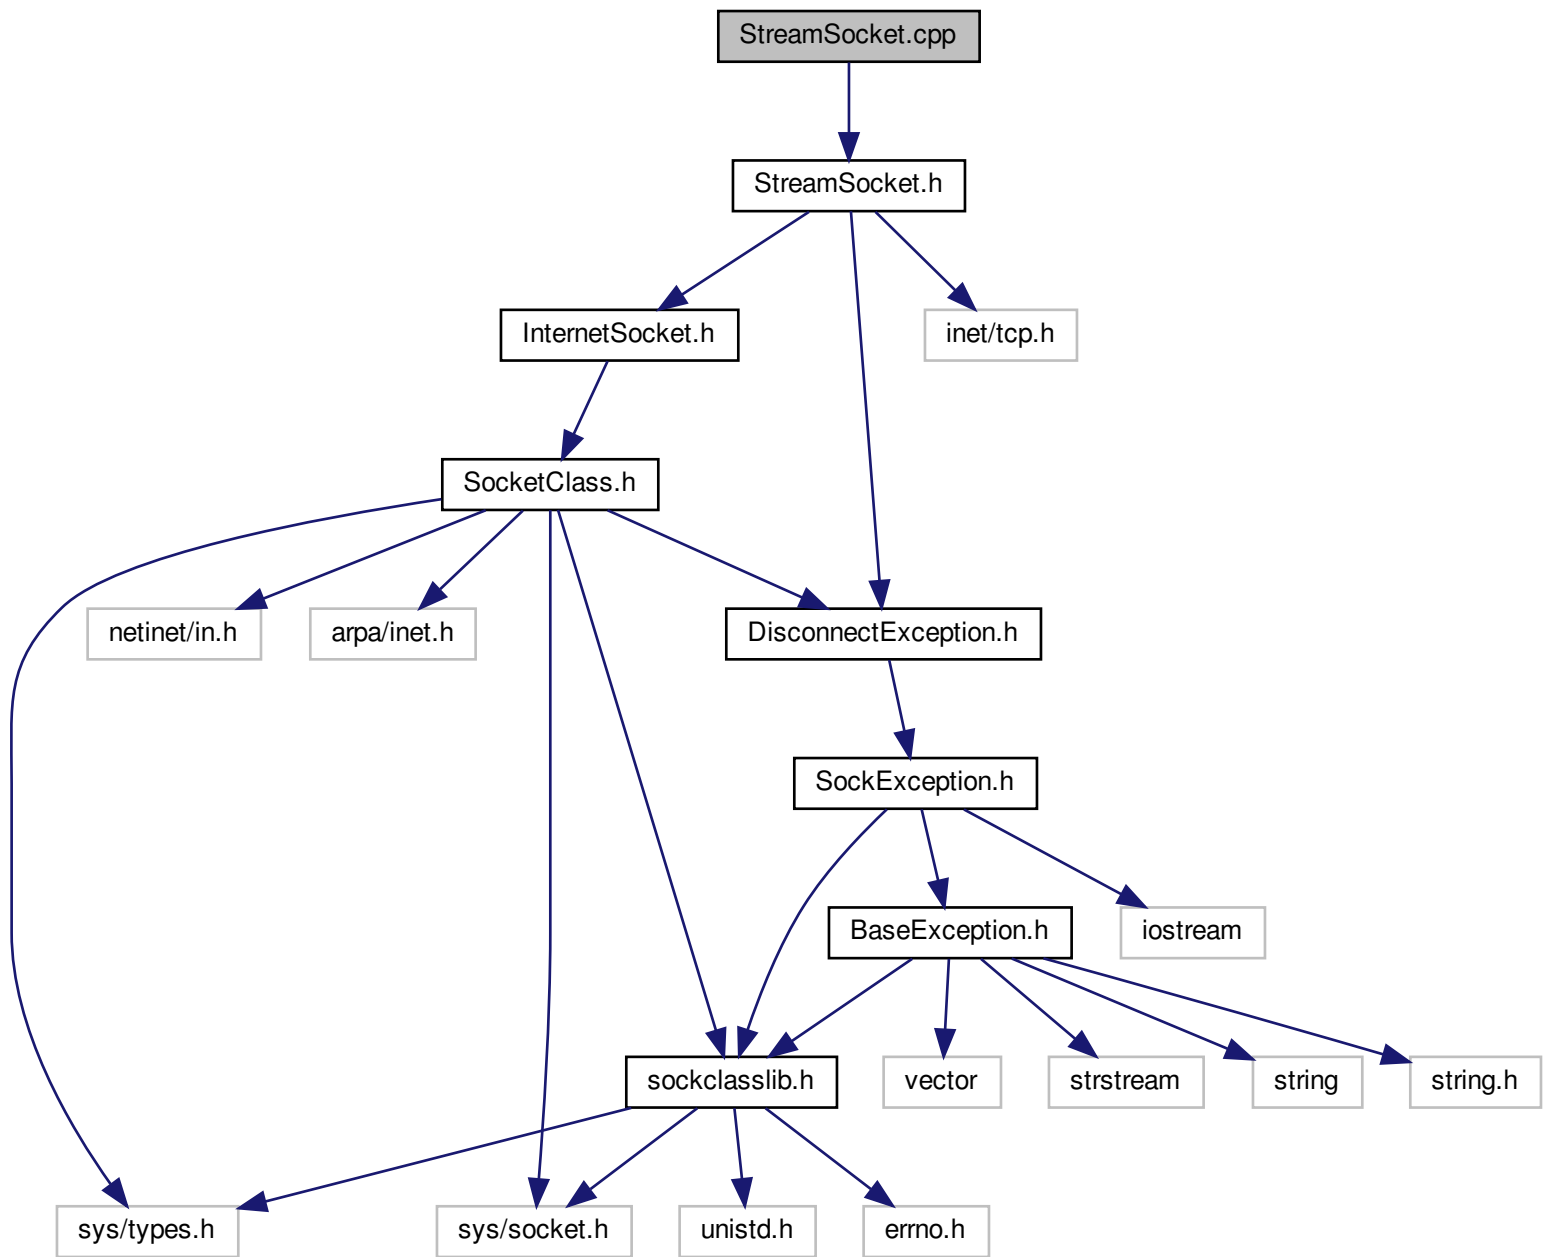 StreamSocket.cpp
StreamSocket.h
InternetSocket.h
inet/tcp.h
SocketClass.h
netinet/in.h
arpa/inet.h
DisconnectException.h
SockException.h
BaseException.h
iostream
sockclasslib.h
vector
strstream
string
string.h
sys/types.h
sys/socket.h
unistd.h
errno.h